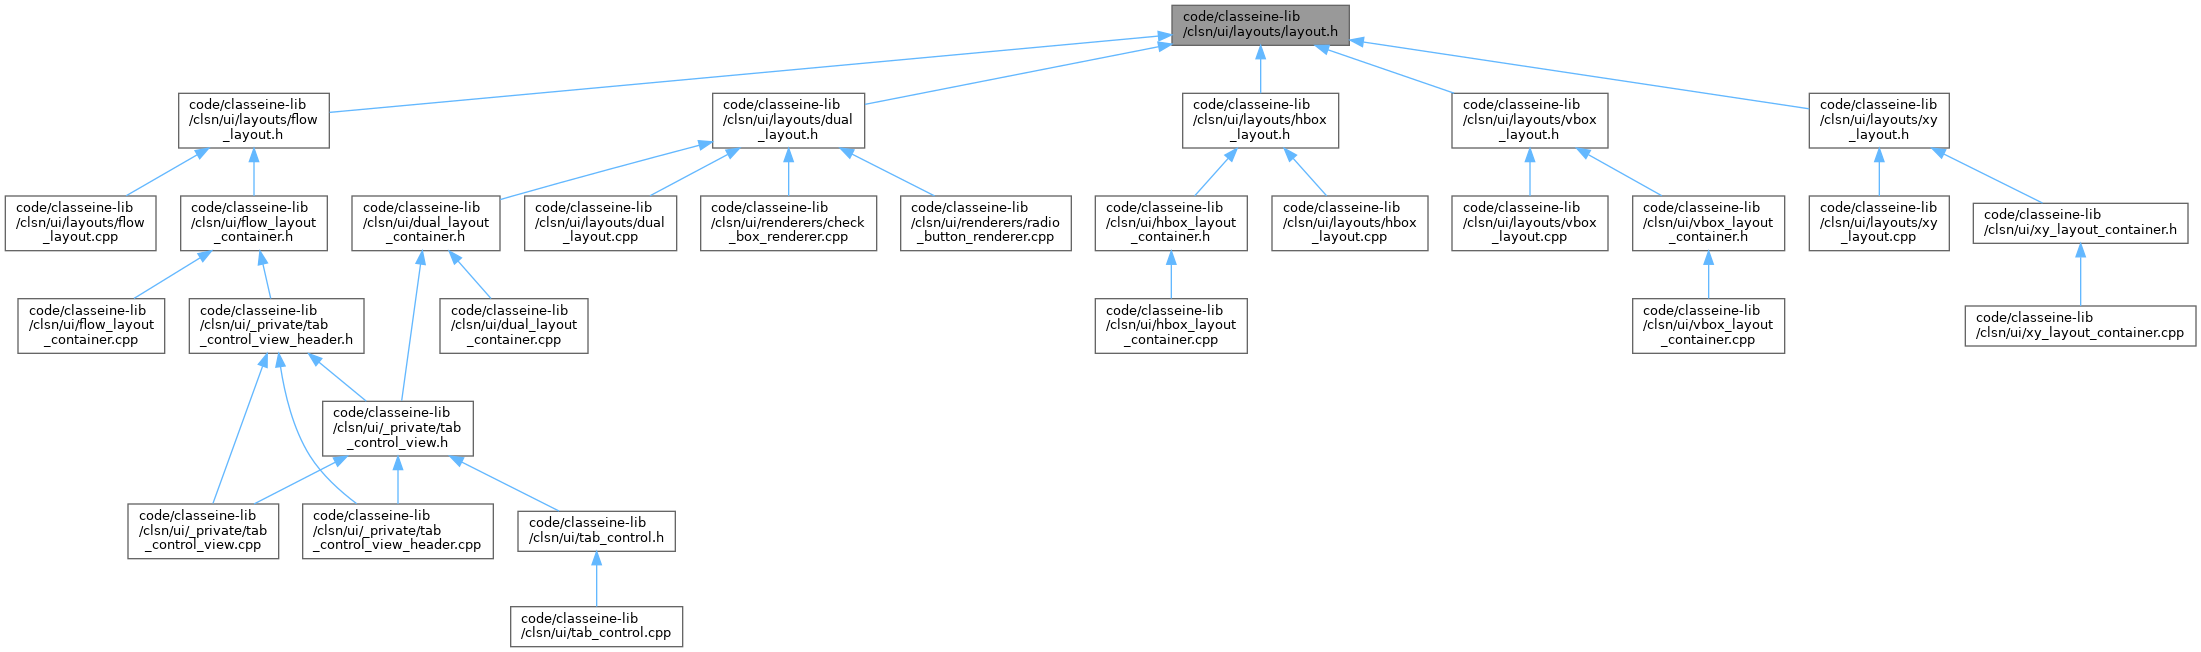 code/classeine-lib
/clsn/ui/layouts/layout.h
code/classeine-lib
/clsn/ui/layouts/flow
_layout.h
code/classeine-lib
/clsn/ui/layouts/dual
_layout.h
code/classeine-lib
/clsn/ui/layouts/hbox
_layout.h
code/classeine-lib
/clsn/ui/layouts/vbox
_layout.h
code/classeine-lib
/clsn/ui/layouts/xy
_layout.h
code/classeine-lib
/clsn/ui/layouts/flow
_layout.cpp
code/classeine-lib
/clsn/ui/flow_layout
_container.h
code/classeine-lib
/clsn/ui/dual_layout
_container.h
code/classeine-lib
/clsn/ui/layouts/dual
_layout.cpp
code/classeine-lib
/clsn/ui/renderers/check
_box_renderer.cpp
code/classeine-lib
/clsn/ui/renderers/radio
_button_renderer.cpp
code/classeine-lib
/clsn/ui/hbox_layout
_container.h
code/classeine-lib
/clsn/ui/layouts/hbox
_layout.cpp
code/classeine-lib
/clsn/ui/layouts/vbox
_layout.cpp
code/classeine-lib
/clsn/ui/vbox_layout
_container.h
code/classeine-lib
/clsn/ui/layouts/xy
_layout.cpp
code/classeine-lib
/clsn/ui/xy_layout_container.h
code/classeine-lib
/clsn/ui/flow_layout
_container.cpp
code/classeine-lib
/clsn/ui/_private/tab
_control_view_header.h
code/classeine-lib
/clsn/ui/dual_layout
_container.cpp
code/classeine-lib
/clsn/ui/hbox_layout
_container.cpp
code/classeine-lib
/clsn/ui/vbox_layout
_container.cpp
code/classeine-lib
/clsn/ui/xy_layout_container.cpp
code/classeine-lib
/clsn/ui/_private/tab
_control_view.h
code/classeine-lib
/clsn/ui/_private/tab
_control_view.cpp
code/classeine-lib
/clsn/ui/_private/tab
_control_view_header.cpp
code/classeine-lib
/clsn/ui/tab_control.h
code/classeine-lib
/clsn/ui/tab_control.cpp